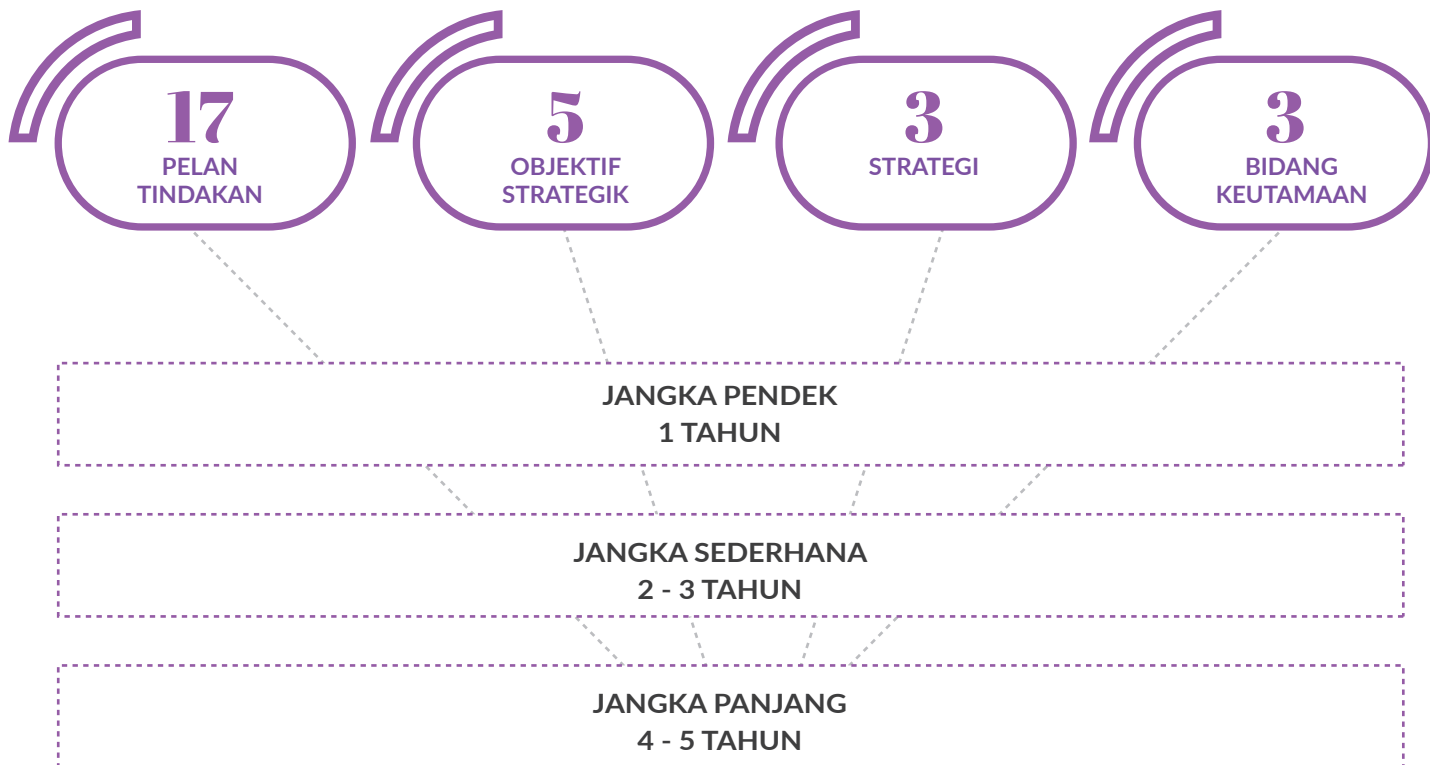 17
PELAN
TINDAKAN
5
OBJEKTIF
STRATEGIK
3
STRATEGI
3
BIDANG
KEUTAMAAN
JANGKA PENDEK
1 TAHUN
JANGKA SEDERHANA
2 - 3 TAHUN
JANGKA PANJANG
4 - 5 TAHUN